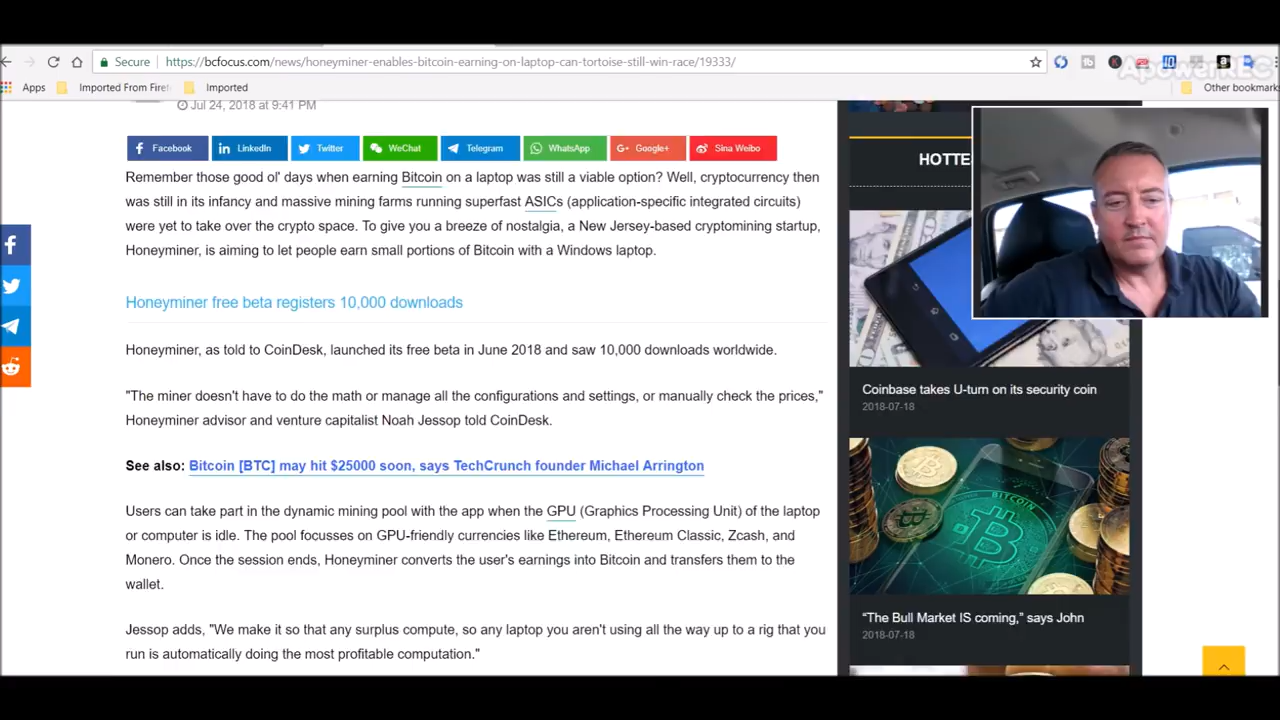 ApowerREC
Secure
https://bcfocus.com/news/honeyminer-enables-bitcoin-earning-on-laptop-can-tortoise-still-win-race/19333/
Apps
Imported From Firef
Imported
Other bookmarks
Jul 24, 2018 at 9:41 PM
Facebook
LinkedIn
Twitter
WeChat
Telegram
WhatsApp
Google+
Sina Weibo
Remember those good ol' days when earning Bitcoin on a laptop was still a viable option? Well, cryptocurrency then
was still in its infancy and massive mining farms running superfast ASICs (application-specific integrated circuits)
were yet to take over the crypto space. To give you a breeze of nostalgia, a New Jersey-based cryptomining startup,
Honeyminer, is aiming to let people earn small portions of Bitcoin with a Windows laptop.
Honeyminer free beta registers 10,000 downloads
Honeyminer, as told to CoinDesk, launched its free beta in June 2018 and saw 10,000 downloads worldwide.
"The miner doesn't have to do the math or manage all the configurations and settings, or manually check the prices,"
Honeyminer advisor and venture capitalist Noah Jessop told CoinDesk.
See also: Bitcoin [BTC] may hit $25000 soon, says TechCrunch founder Michael Arrington
Users can take part in the dynamic mining pool with the app when the GPU (Graphics Processing Unit) of the laptop
or computer is idle. The pool focusses on GPU-friendly currencies like Ethereum, Ethereum Classic, Zcash, and
Monero. Once the session ends, Honeyminer converts the user's earnings into Bitcoin and transfers them to the
wallet.
Jessop adds, "We make it so that any surplus compute, so any laptop you aren't using all the way up to a rig that you
run is automatically doing the most profitable computation."
HOTTE
Coinbase takes U-turn on its security coin
2018-07-18
BITCOIN
“The Bull Market IS coming,” says John
2018-07-18